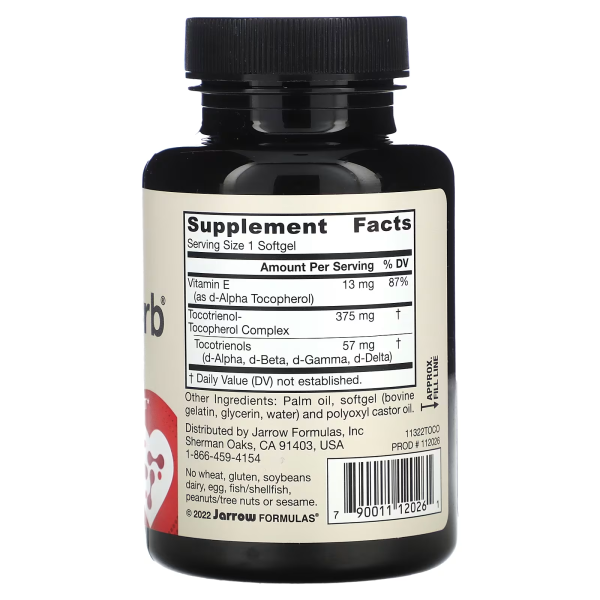 rb®
Supplement Facts
Serving Size 1 Softgel
Amount Per Serving % DV
Vitamin E 13 mg 87%
(as d-Alpha Tocopherol)
Tocotrienol- 375 mg †
Tocopherol Complex
Tocotrienols 57 mg †
(d-Alpha, d-Beta, d-Gamma, d-Delta)
† Daily Value (DV) not established.
Other Ingredients: Palm oil, softgel (bovine
gelatin, glycerin, water) and polyoxyl castor oil.
APPROX.
FILL LINE
Distributed by Jarrow Formulas, Inc
Sherman Oaks, CA 91403, USA
1-866-459-4154
11322TOCO
PROD # 112026
No wheat, gluten, soybeans
dairy, egg, fish/shellfish,
peanuts/tree nuts or sesame.
© 2022 Jarrow FORMULAS®
7 90011 12026 1